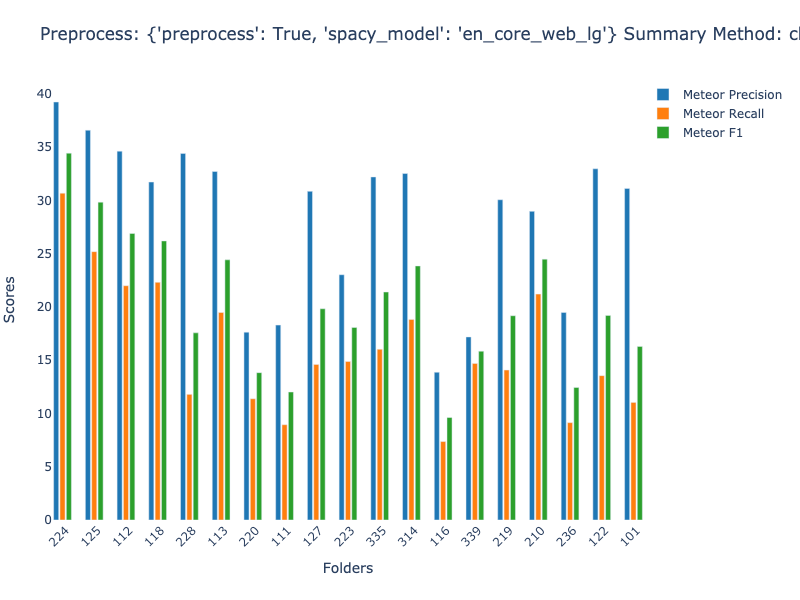 Preprocess: {'preprocess': True, 'spacy_model': 'en_core_web_lg'} Summary Method:
Meteor Precision
Meteor Recall
Meteor F1
Scores
40
35
30
25
20
15
10
5
0
224 125 112 118 228 113 220 111 127 223 335 314 116 339 219 210 236 122 101
Folders